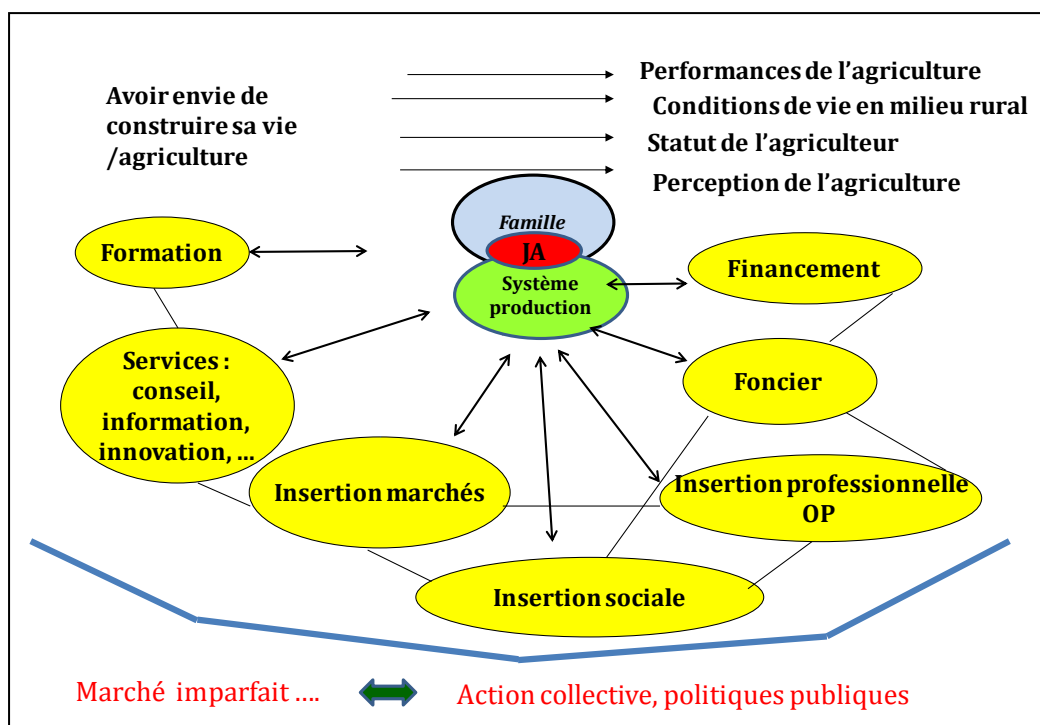 Avoir envie de
construire sa vie
/agriculture
Performances de l’agriculture
Conditions de vie en milieu rural
Statut de l’agriculteur
Perception de l’agriculture
Famille
JA
Système
production
Formation
Financement
Services :
conseil,
information,
innovation, ...
Foncier
Insertion marchés
Insertion professionnelle
OP
Insertion sociale
Marché imparfait ....
Action collective, politiques publiques